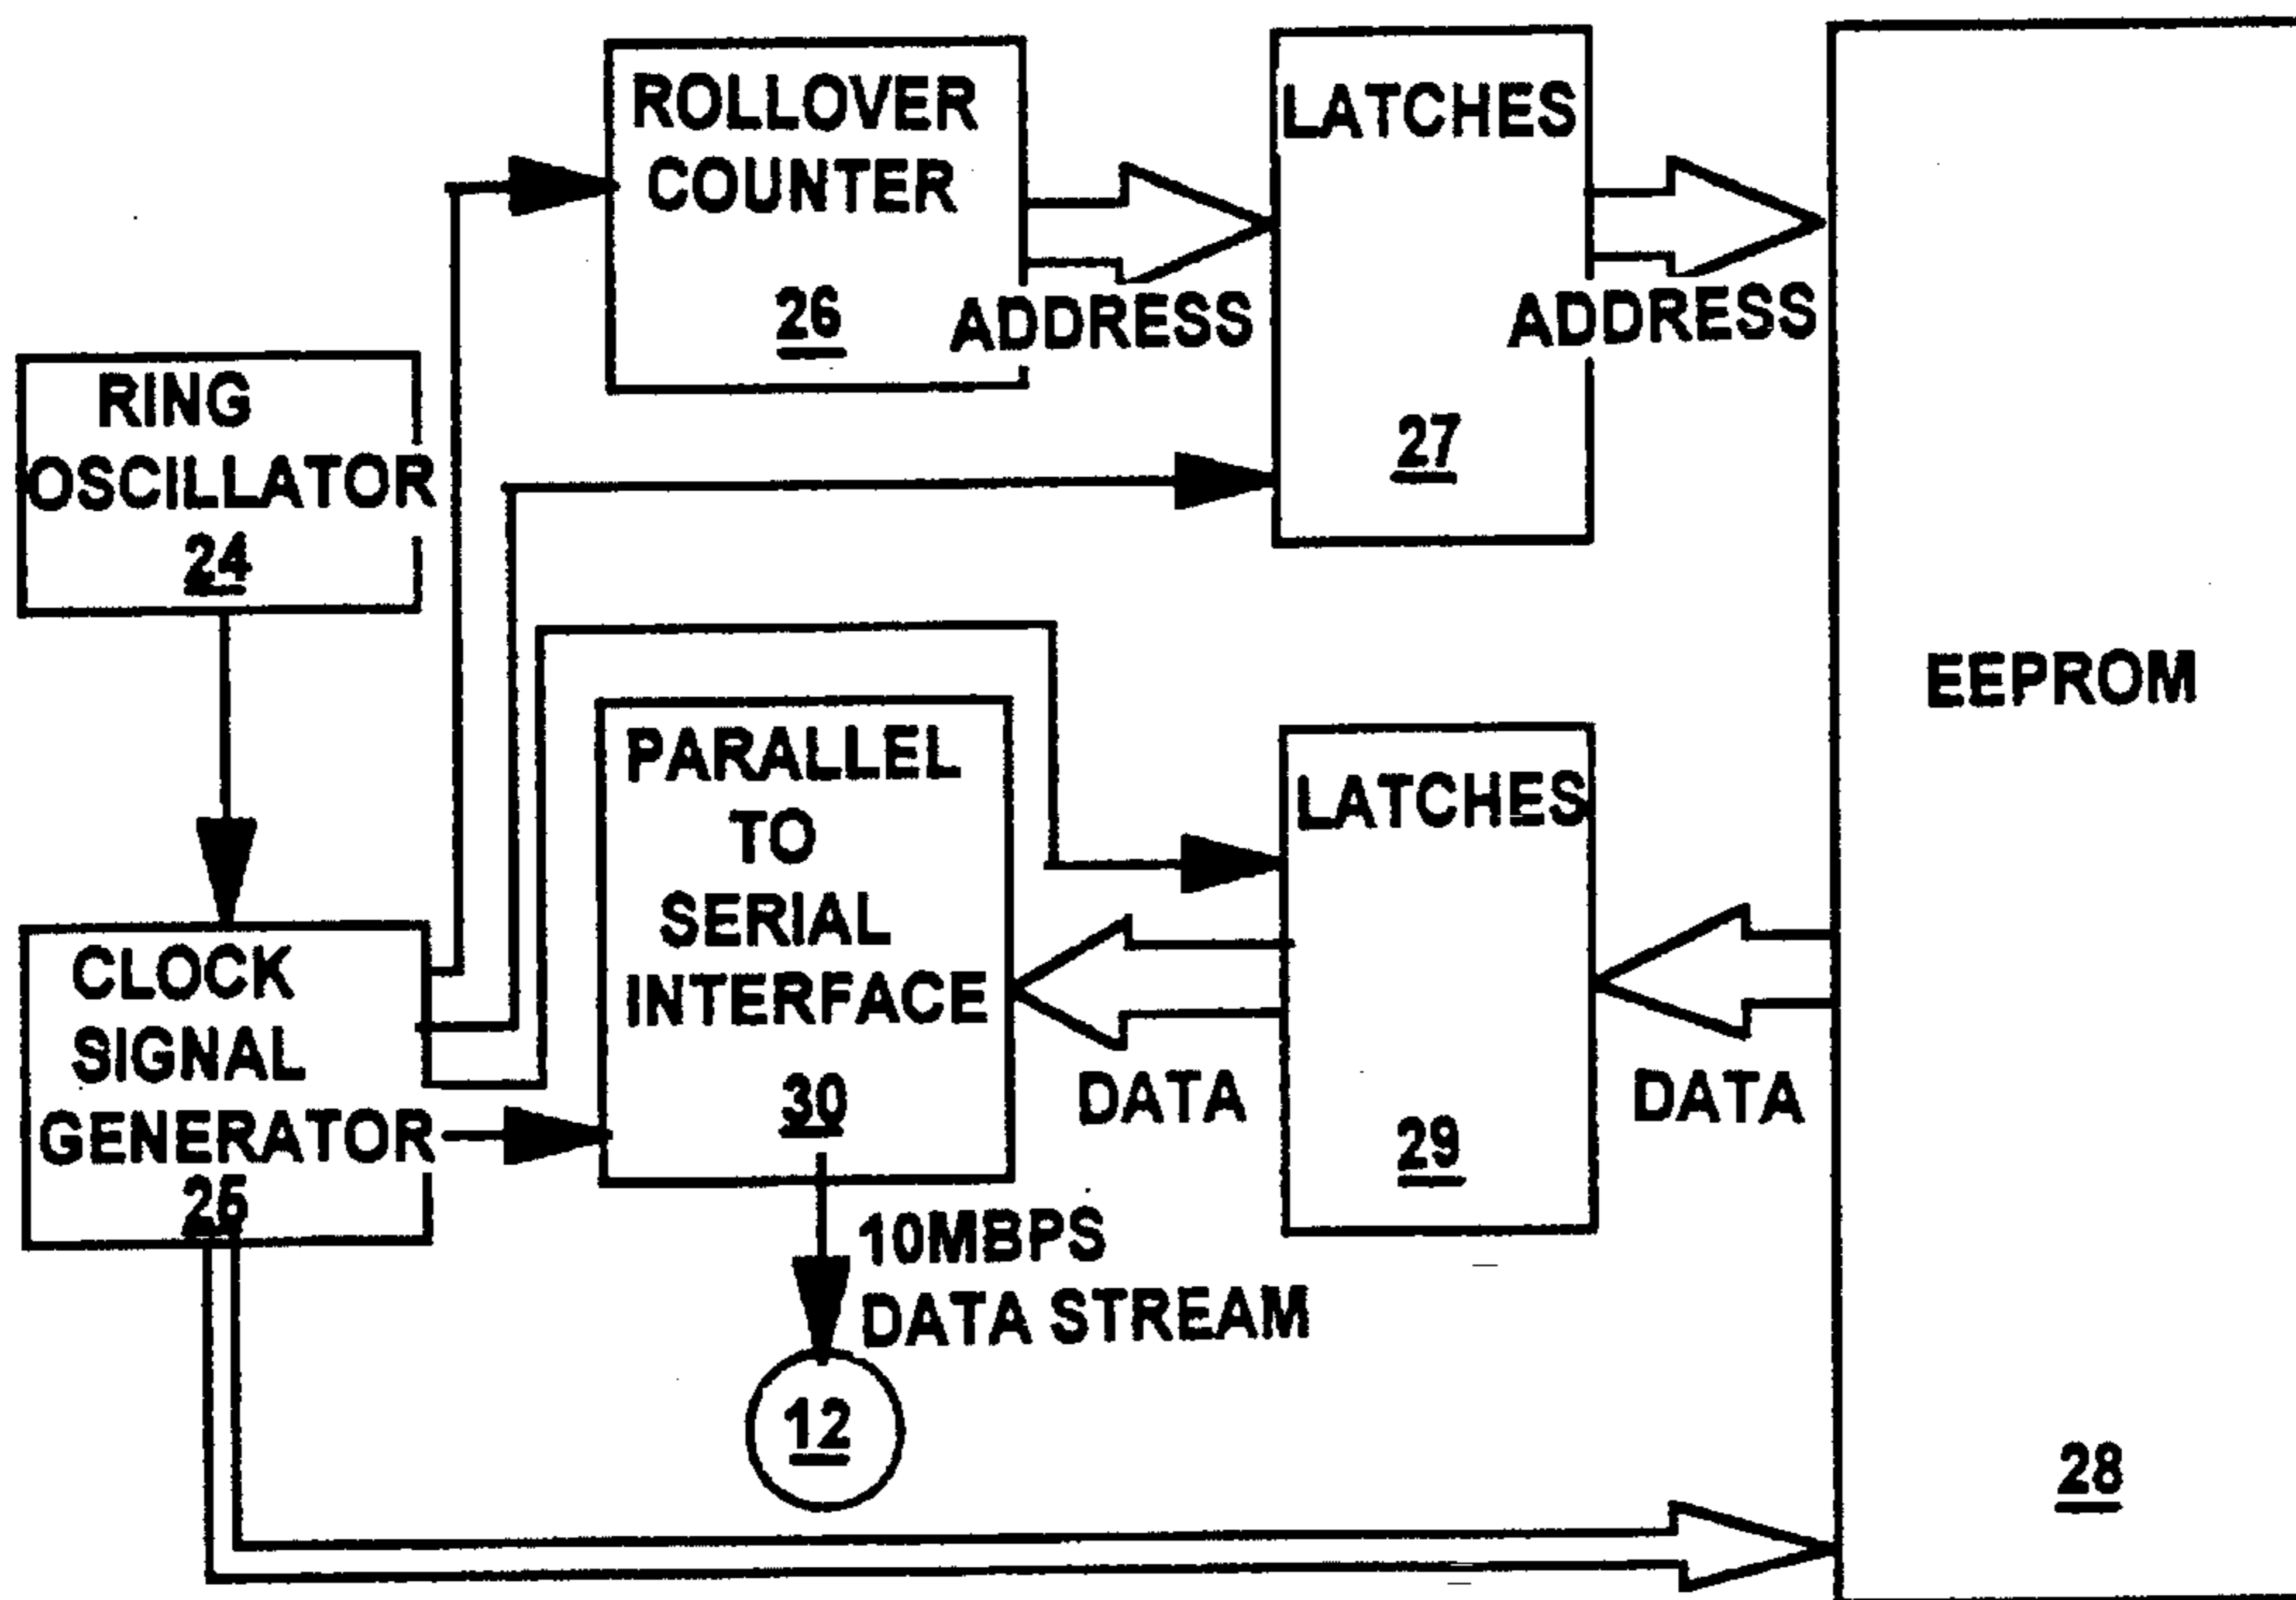 ROLLOVER
COUNTER
26
ADDRESS
LATCHES
27
ADDRESS
EEPROM
28
RING
OSCILLATOR
24
CLOCK
SIGNAL
GENERATOR
25
PARALLEL
TO
SERIAL
INTERFACE
30
DATA
LATCHES
29
DATA
10MBPS
DATA STREAM
12